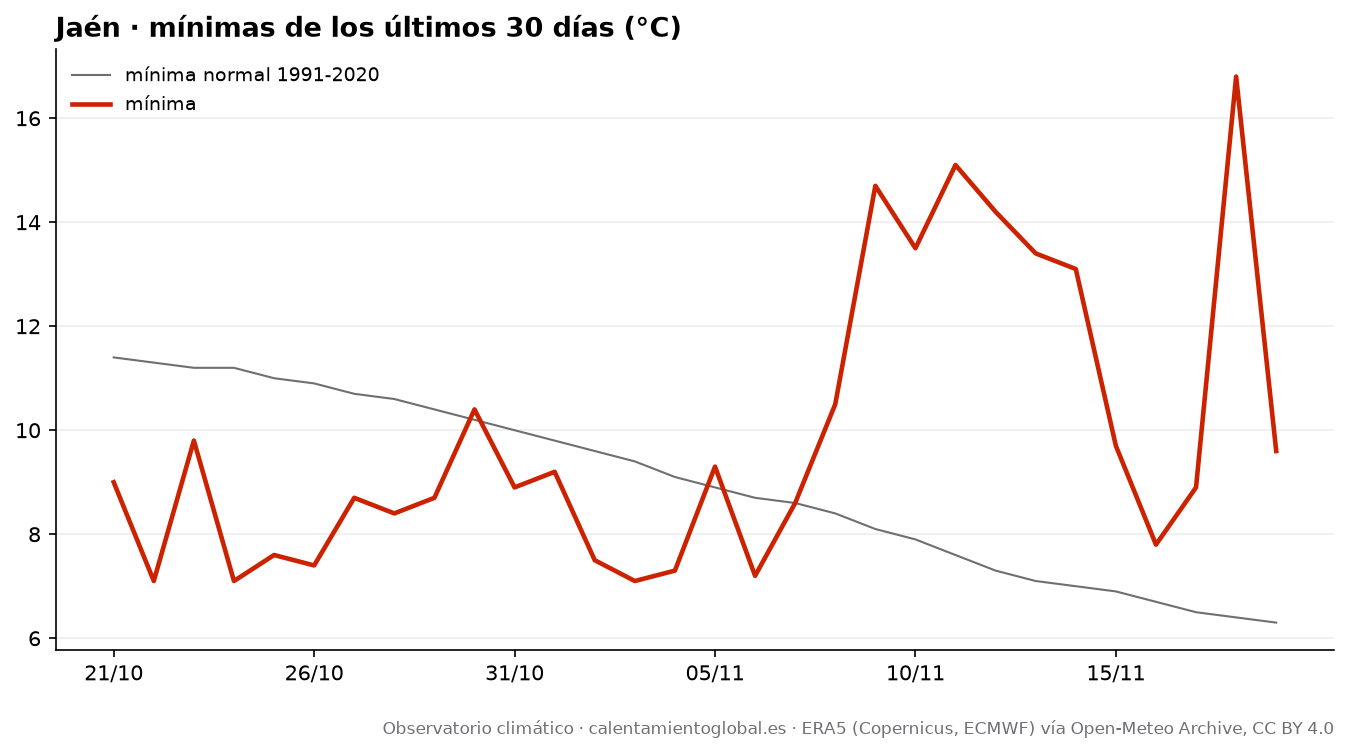 Jaén · mínimas de los últimos 30 días (°C)
mínima normal 1991-2020
mínima
16
14
12
10
8
6
21/10 26/10 31/10 05/11 10/11 15/11
Observatorio climático · calentamientoglobal.es · ERA5 (Copernicus, ECMWF) vía Open-Meteo Archive, CC BY 4.0